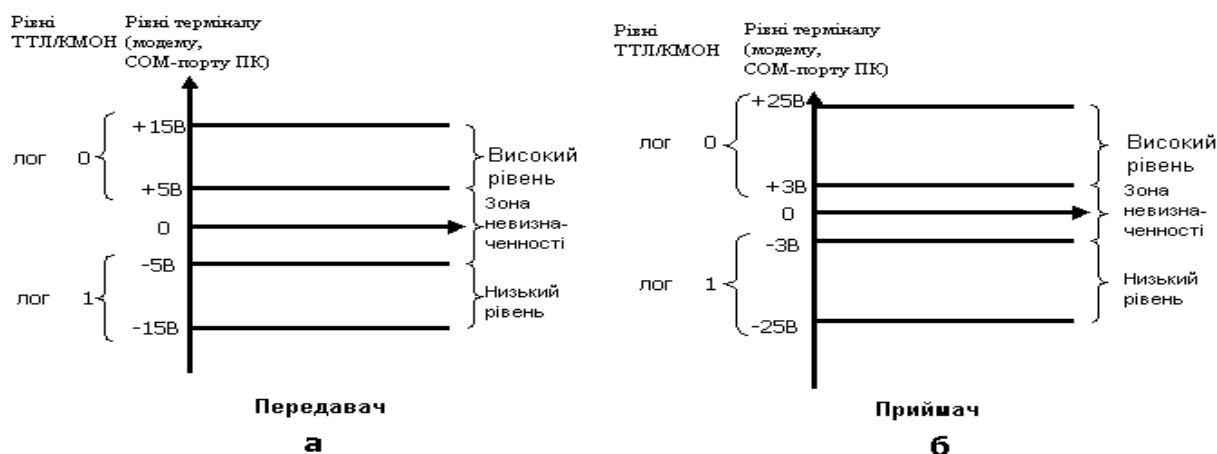 Рівні
ТТЛ/КМОН
Рівні терміналу
(модему,
COM-порту ПК)
+15В
лог 0
Високий
рівень
+5В
Зона
невизна-
ченності
0
-5В
лог 1
Низький
рівень
-15В
Передавач
а
Рівні
ТТЛ/КМОН
Рівні терміналу
(модему,
COM-порту ПК)
+25В
лог 0
Високий
рівень
+3В
Зона
невизна-
ченності
0
-3В
лог 1
Низький
рівень
-25В
Приймач
б